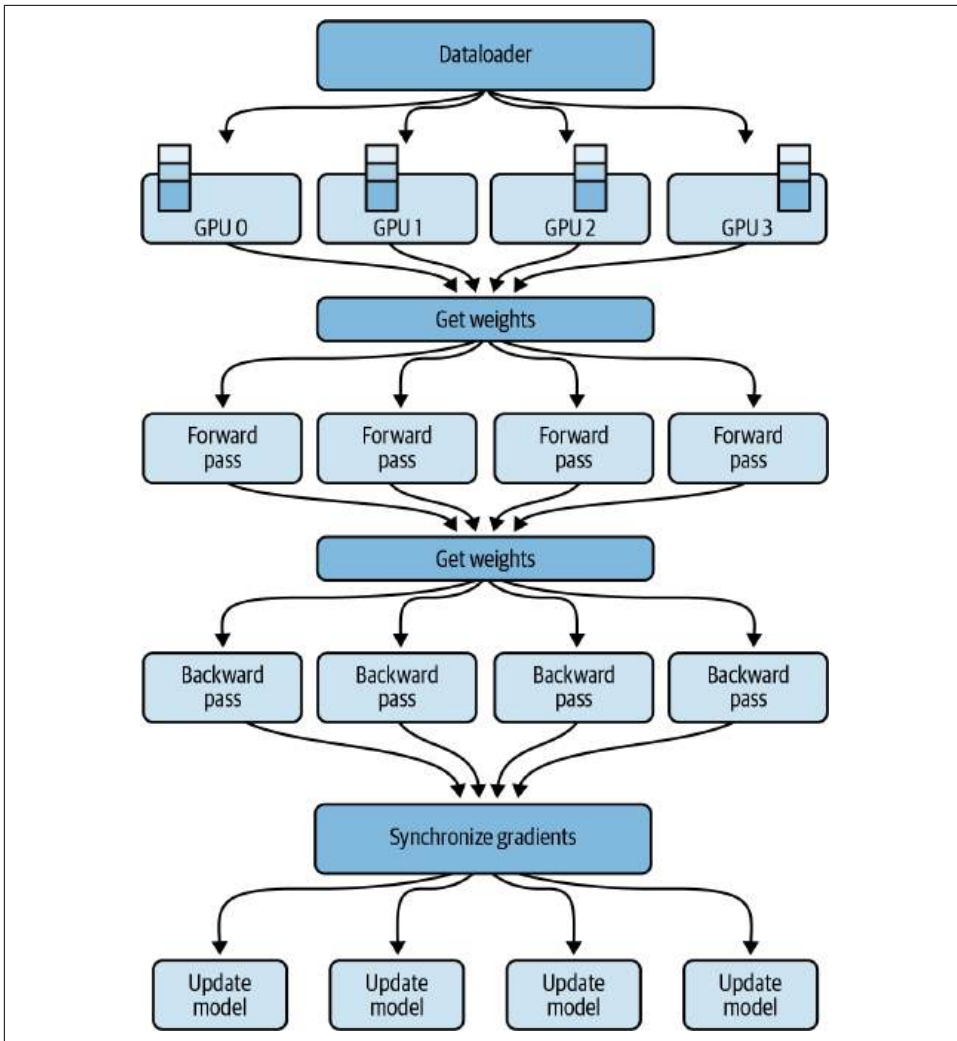 Dataloader
GPU 0
GPU 1
GPU 2
GPU 3
Get weights
Forward
pass
Forward
pass
Forward
pass
Forward
pass
Get weights
Backward
pass
Backward
pass
Backward
pass
Backward
pass
Synchronize gradients
Update
model
Update
model
Update
model
Update
model